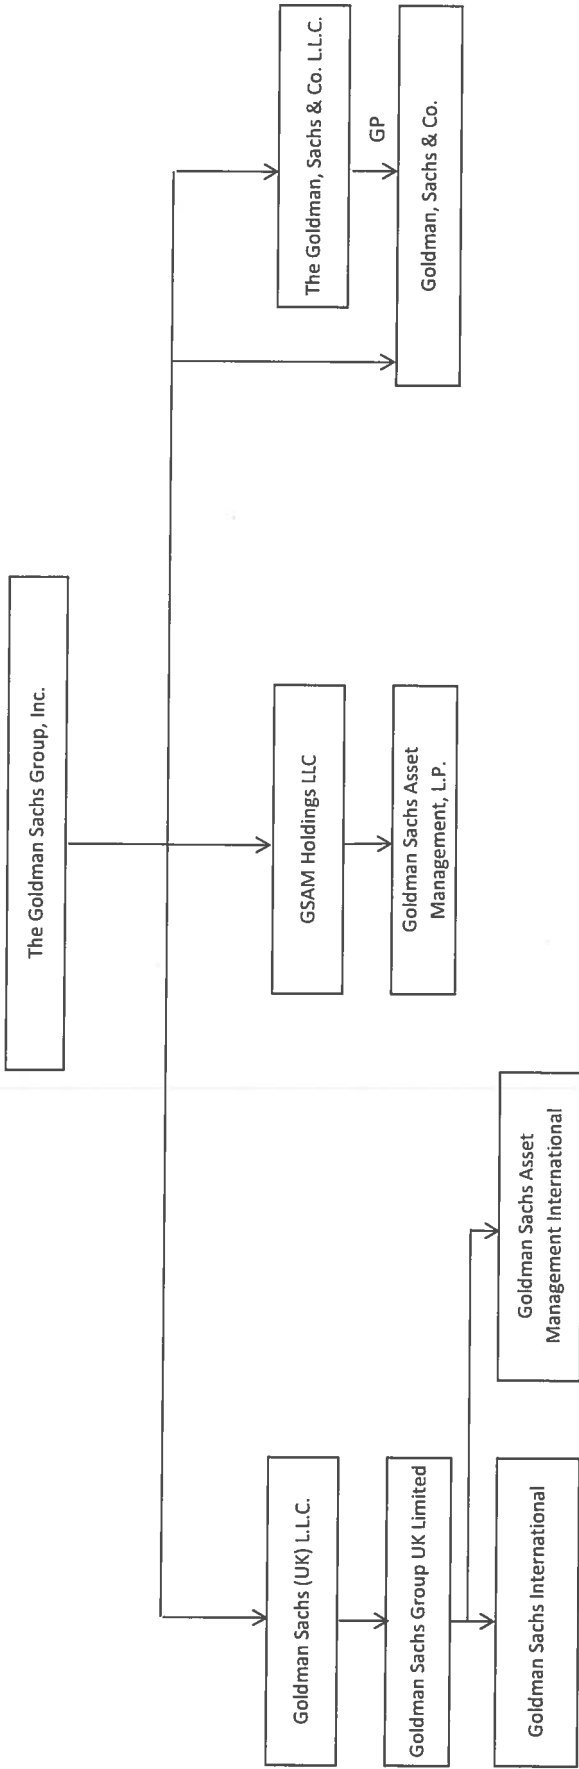 The Goldman Sachs Group, Inc.
Goldman Sachs (UK) L.L.C.
GSAM Holdings LLC
The Goldman, Sachs & Co. L.L.C.
GP
Goldman Sachs Group UK Limited
Goldman Sachs Asset
Management, L.P.
Goldman, Sachs & Co.
Goldman Sachs International
Goldman Sachs Asset
Management International